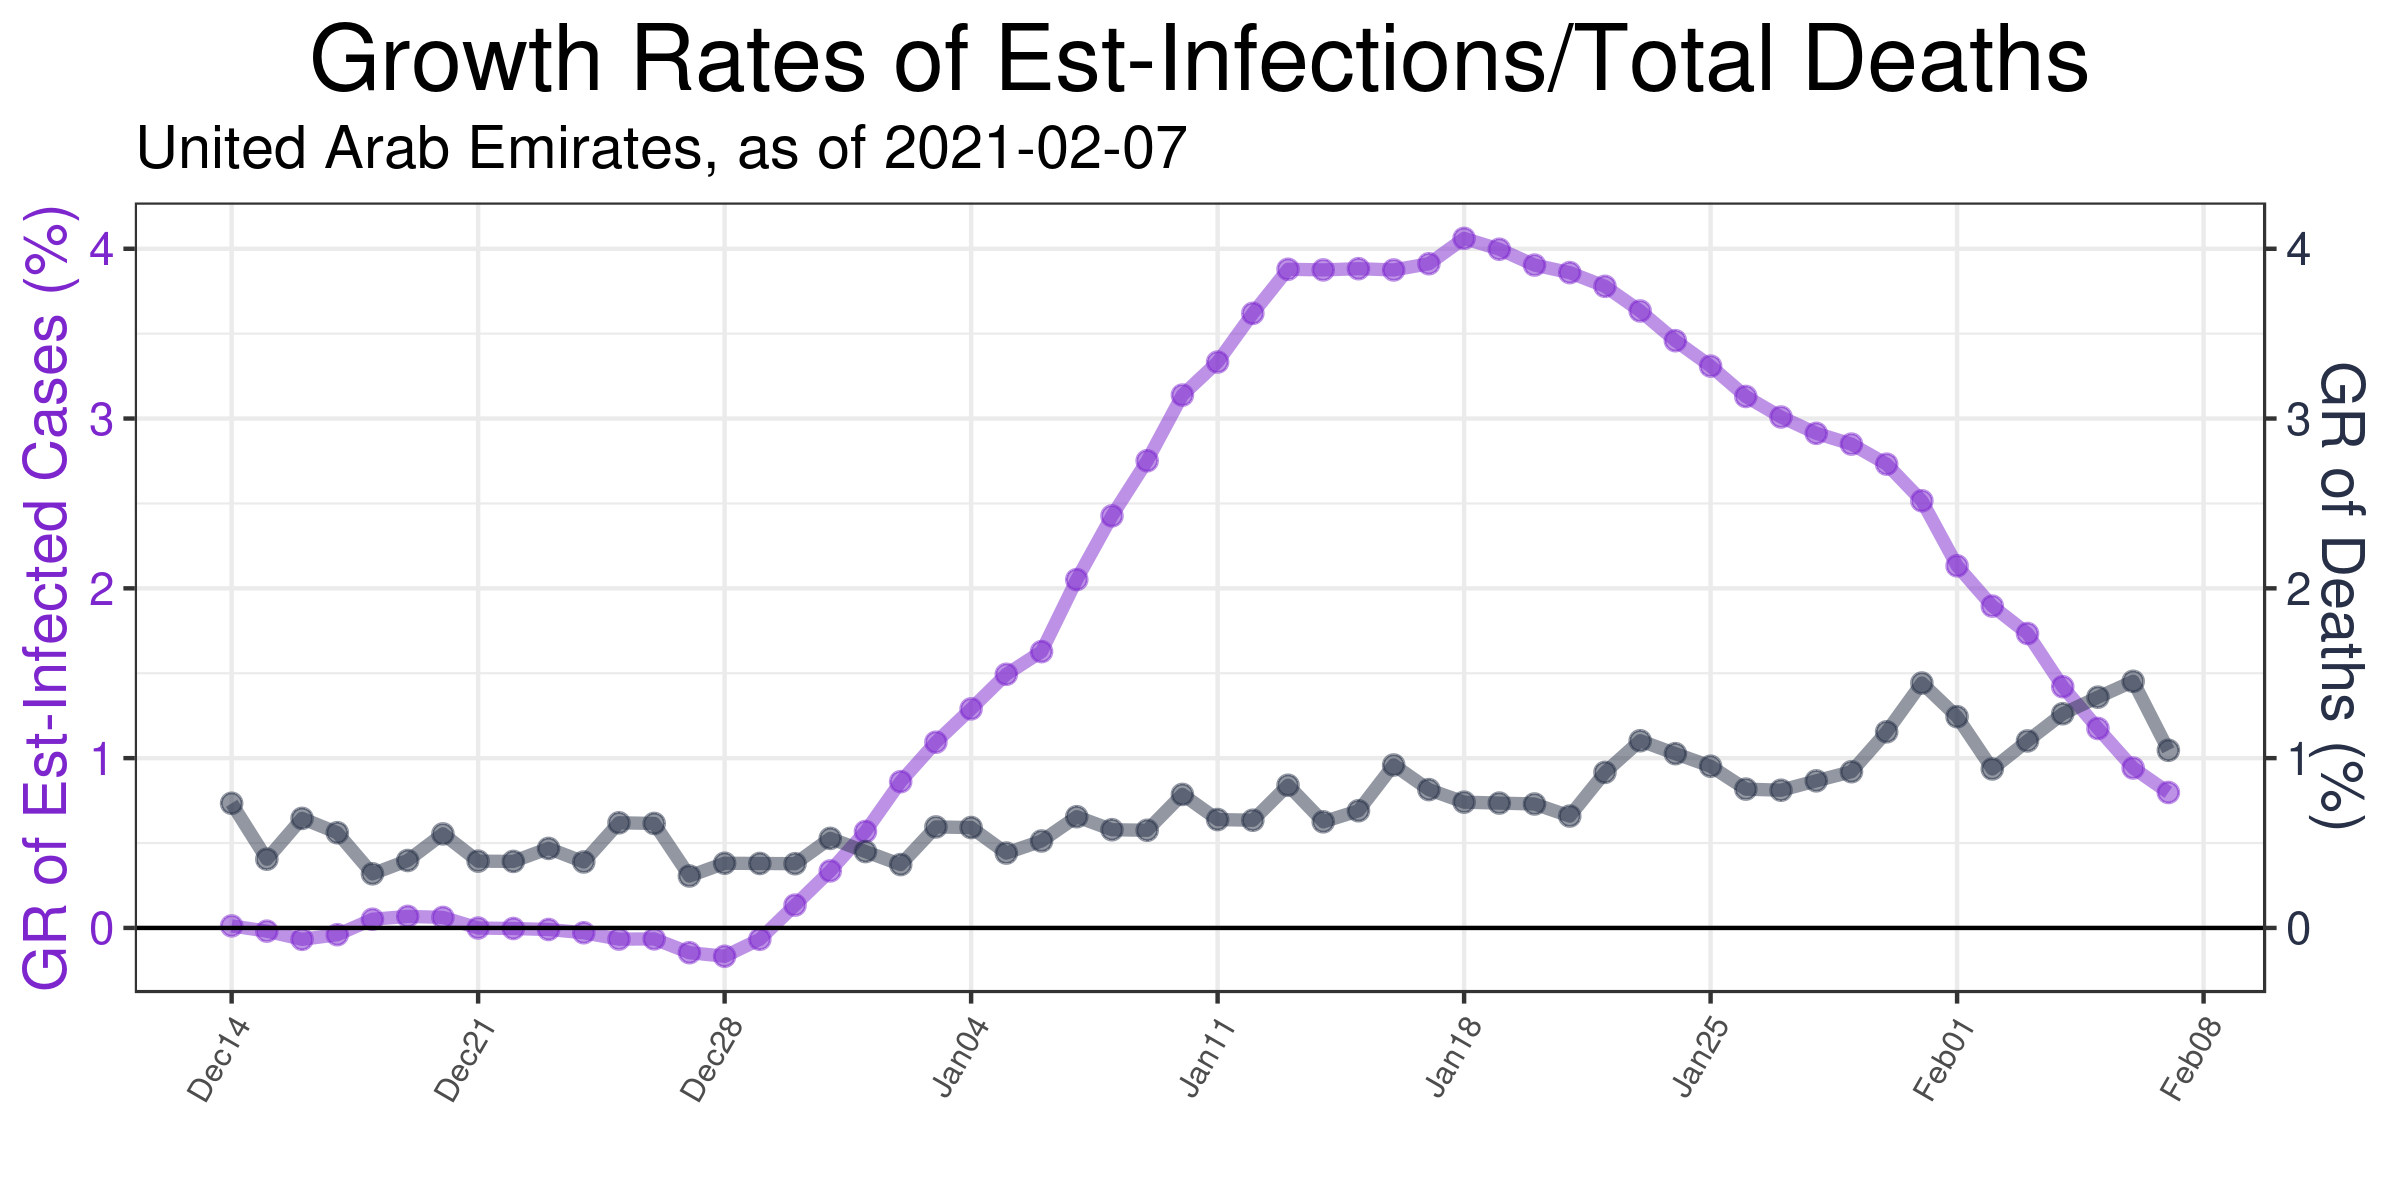 Growth Rates of Est-Infections/Total Deaths
United Arab Emirates, as of 2021-02-07
GR of Est-Infected Cases (%)
4
3
2
1
0
4
3
2
1
0
GR of Deaths (%)
Dec14
Dec21
Dec28
Jan04
Jan11
Jan18
Jan25
Feb01
Feb08